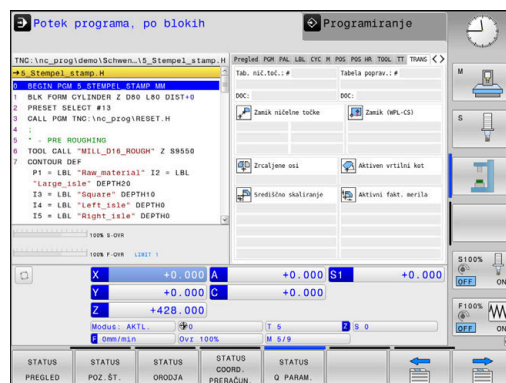 Potek programa, po blokih
Programiranje
TNC:\nc_prog\demo\Schwen…\5_Stempel_stamp.H
→5_Stempel_stamp.H
0 BEGIN PGM 5_STEMPEL_STAMP MM
1 BLK FORM CYLINDER Z D80 L80 DIST+0
2 PRESET SELECT #13
3 CALL PGM TNC:\nc_prog\RESET.H
4 ;
5 * - PRE ROUGHING
6 TOOL CALL "MILL_D16_ROUGH" Z S9550
7 CONTOUR DEF
P1 = LBL "Raw_material" I2 = LBL
"Large_isle" DEPTH20
I3 = LBL "Square" DEPTH10
I4 = LBL "Left_isle" DEPTH0
I5 = LBL "Right_isle" DEPTH0
100% S-OVR
100% F-OVR LIMIT 1
Pregled PGM PAL LBL CYC M POS POS HR TOOL TT TRANS
Tab. nič.toč.: #
Tabela poprav.: #
DOC:
DOC:
Zamik ničelne točke
Zamik (WPL-CS)
Zrcaljenje osi
Aktiven vrtilni kot
Središčno skaliranje
Aktivni fakt. merila
X +0.000 A +0.000 S1 +0.000
Y +0.000 C +0.000
Z +428.000
Modus: AKTL. 0 T 5 Z S 0
F 0mm/min Ovr 100% M 5/9
M
S
S100%
OFF ON
F100%
OFF ON
STATUS PREGLED
STATUS POZ.ŠT.
STATUS ORODJA
STATUS COORD. PRERAČUN.
STATUS Q PARAM.